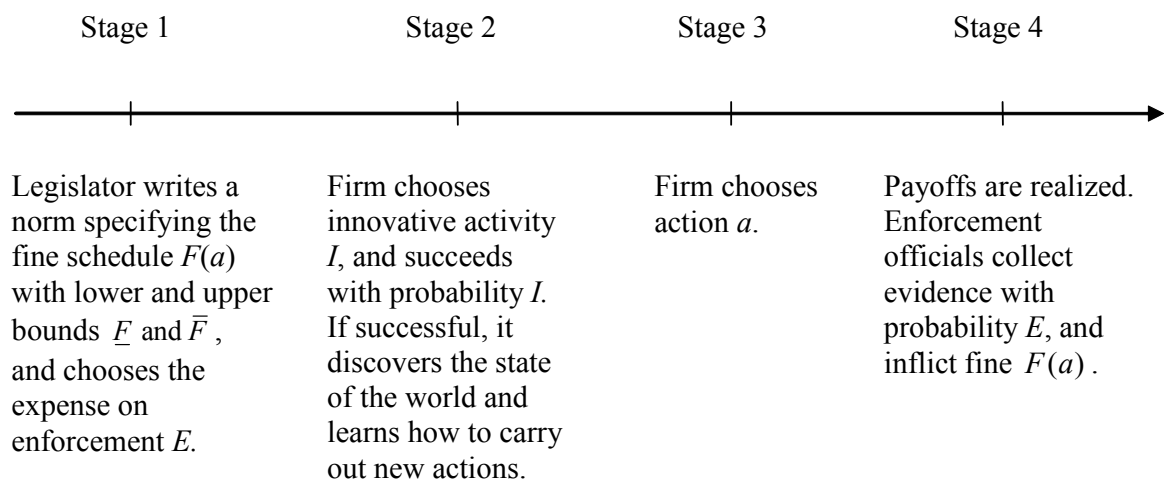 Stage 1 Stage 2 Stage 3 Stage 4
Legislator writes a
norm specifying the
fine schedule F(a)
with lower and upper
bounds F̲ and F̅ ,
and chooses the
expense on
enforcement E.
Firm chooses
innovative activity
I, and succeeds
with probability I.
If successful, it
discovers the state
of the world and
learns how to carry
out new actions.
Firm chooses
action a.
Payoffs are realized.
Enforcement
officials collect
evidence with
probability E, and
inflict fine F(a) .